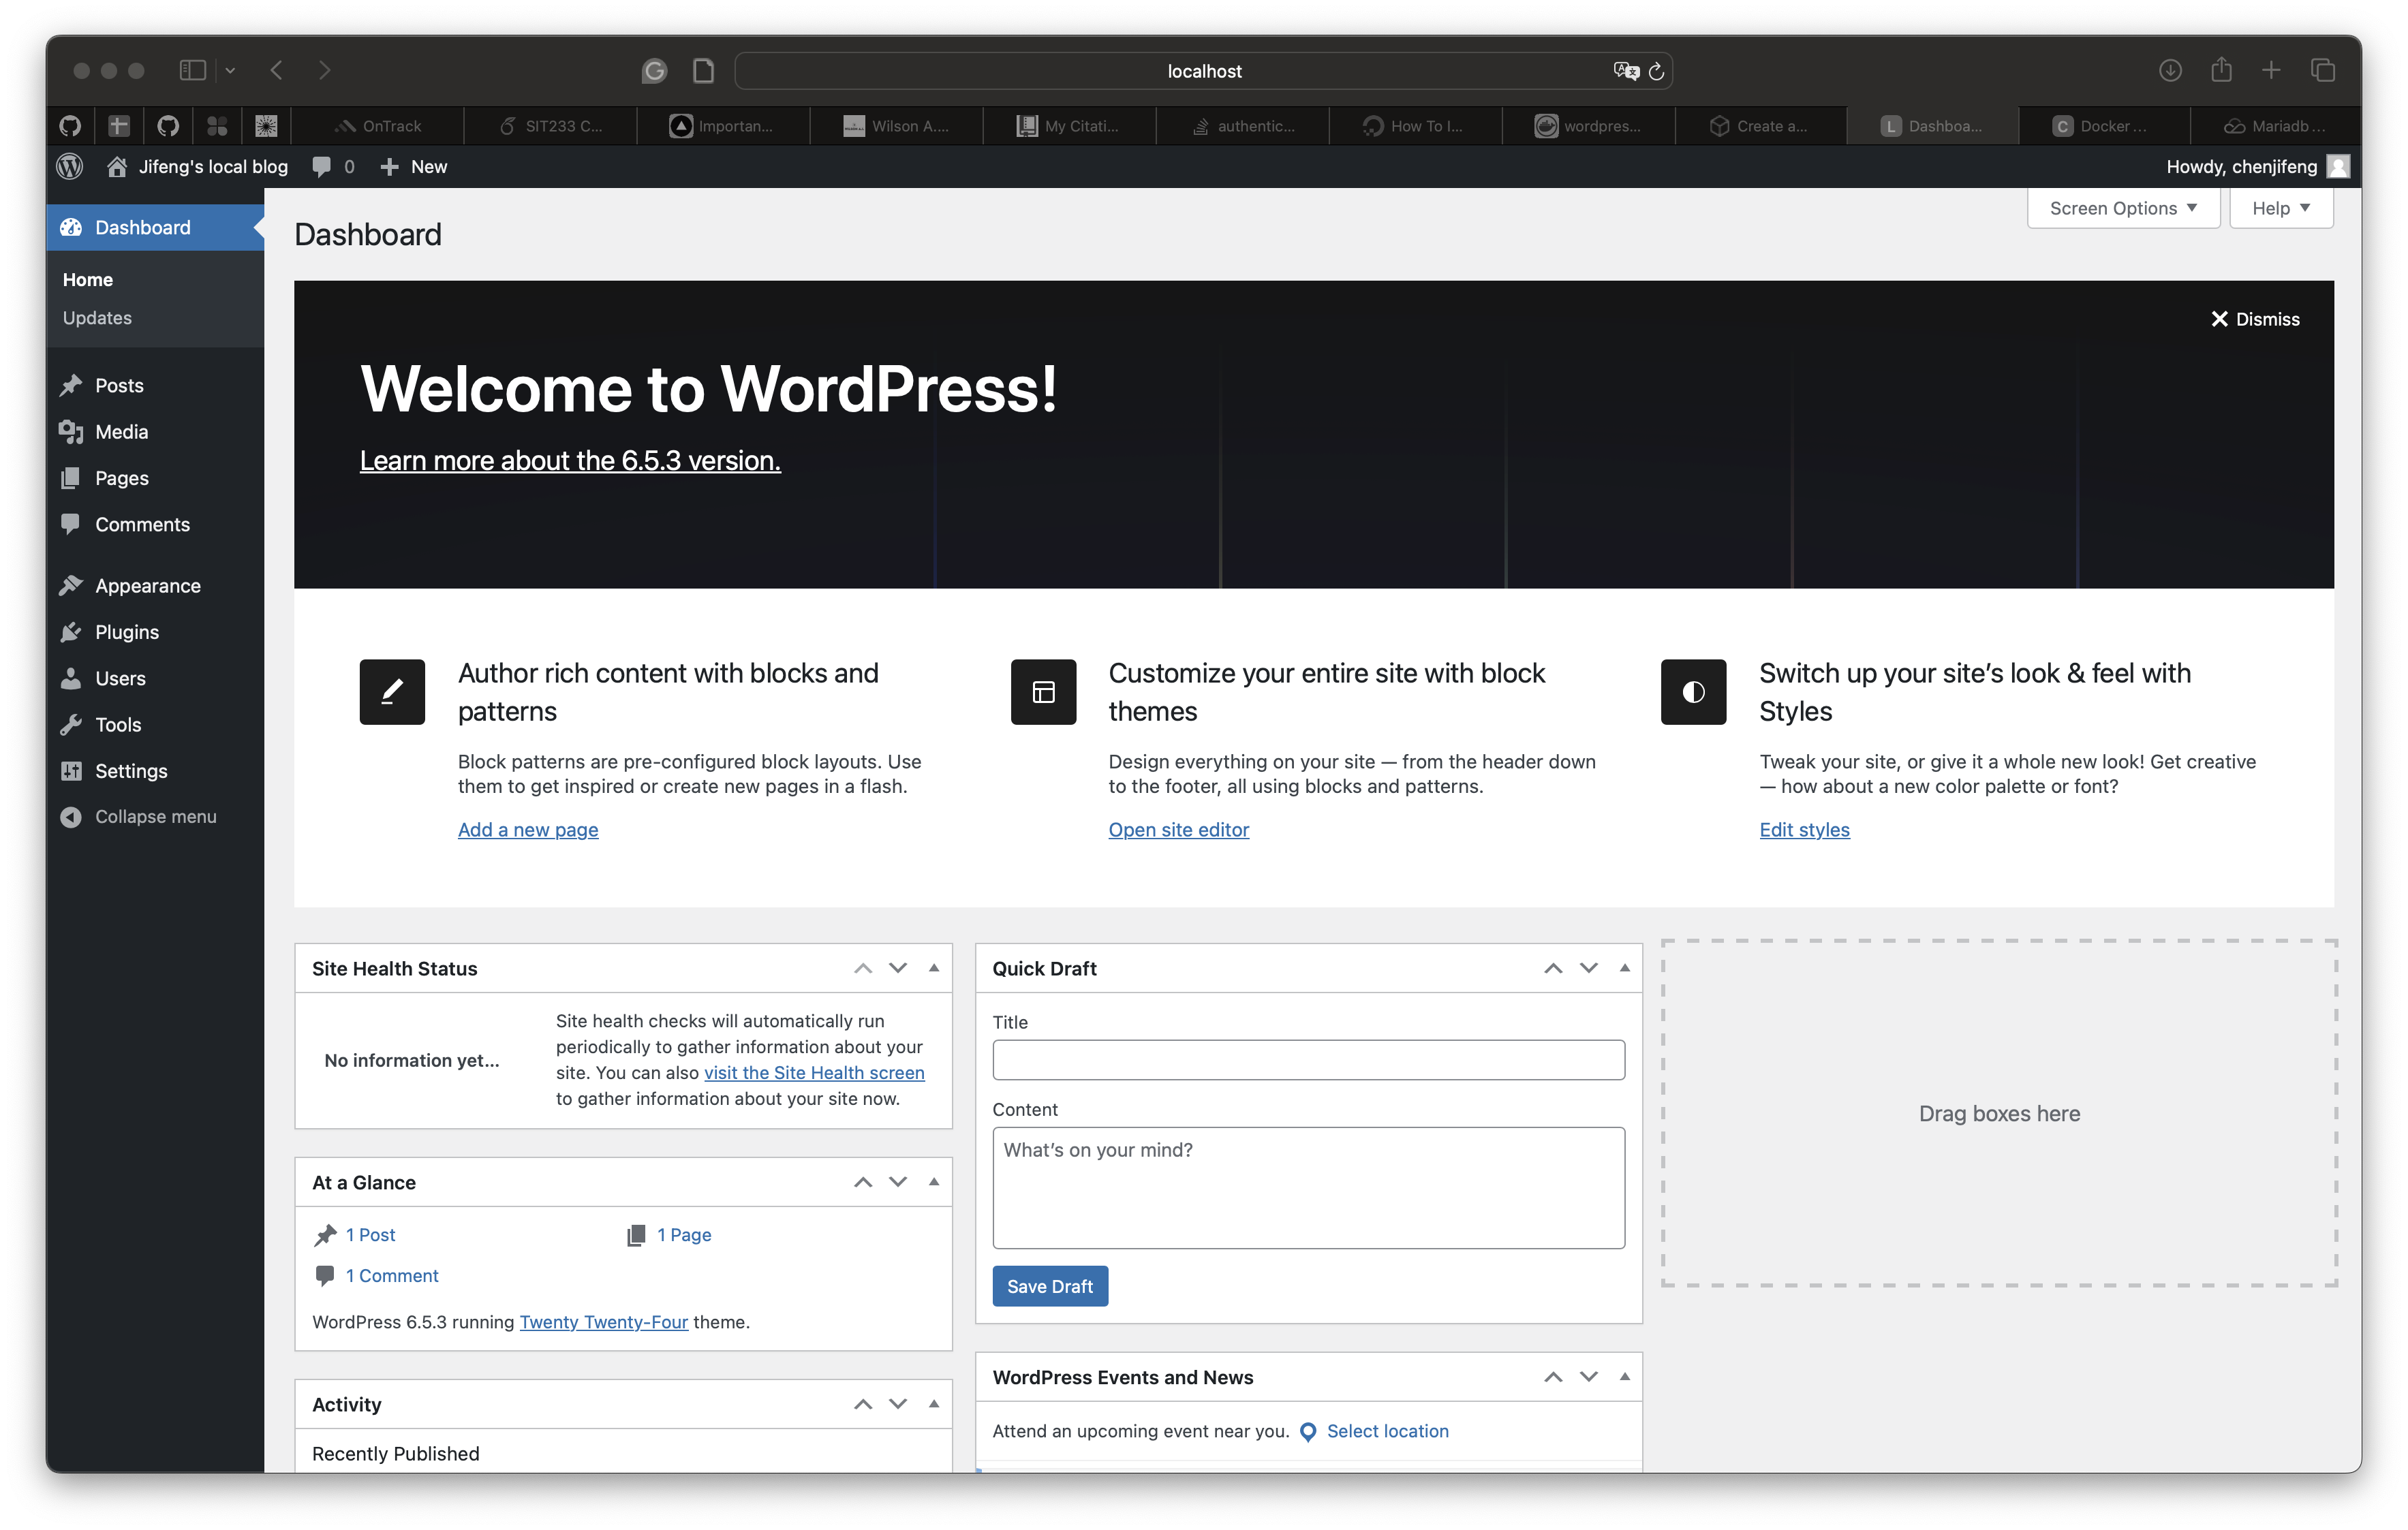 localhost
OnTrack
SIT233 C...
Importan...
Wilson A....
My Citati...
authentic...
How To I...
wordpres...
Create a...
L Dashboa...
C Docker ...
Mariadb ...
Jifeng's local blog
0
New
Howdy, chenjifeng
Dashboard
Home
Updates
Posts
Media
Pages
Comments
Appearance
Plugins
Users
Tools
Settings
Collapse menu
Screen Options
Help
Dashboard
Dismiss
Welcome to WordPress!
Learn more about the 6.5.3 version.
Author rich content with blocks and
patterns
Block patterns are pre-configured block layouts. Use
them to get inspired or create new pages in a flash.
Add a new page
Customize your entire site with block
themes
Design everything on your site — from the header down
to the footer, all using blocks and patterns.
Open site editor
Switch up your site’s look & feel with
Styles
Tweak your site, or give it a whole new look! Get creative
— how about a new color palette or font?
Edit styles
Site Health Status
No information yet...
Site health checks will automatically run
periodically to gather information about your
site. You can also visit the Site Health screen
to gather information about your site now.
At a Glance
1 Post
1 Page
1 Comment
WordPress 6.5.3 running Twenty Twenty-Four theme.
Activity
Recently Published
Quick Draft
Title
Content
What’s on your mind?
Save Draft
WordPress Events and News
Attend an upcoming event near you.
Select location
Drag boxes here